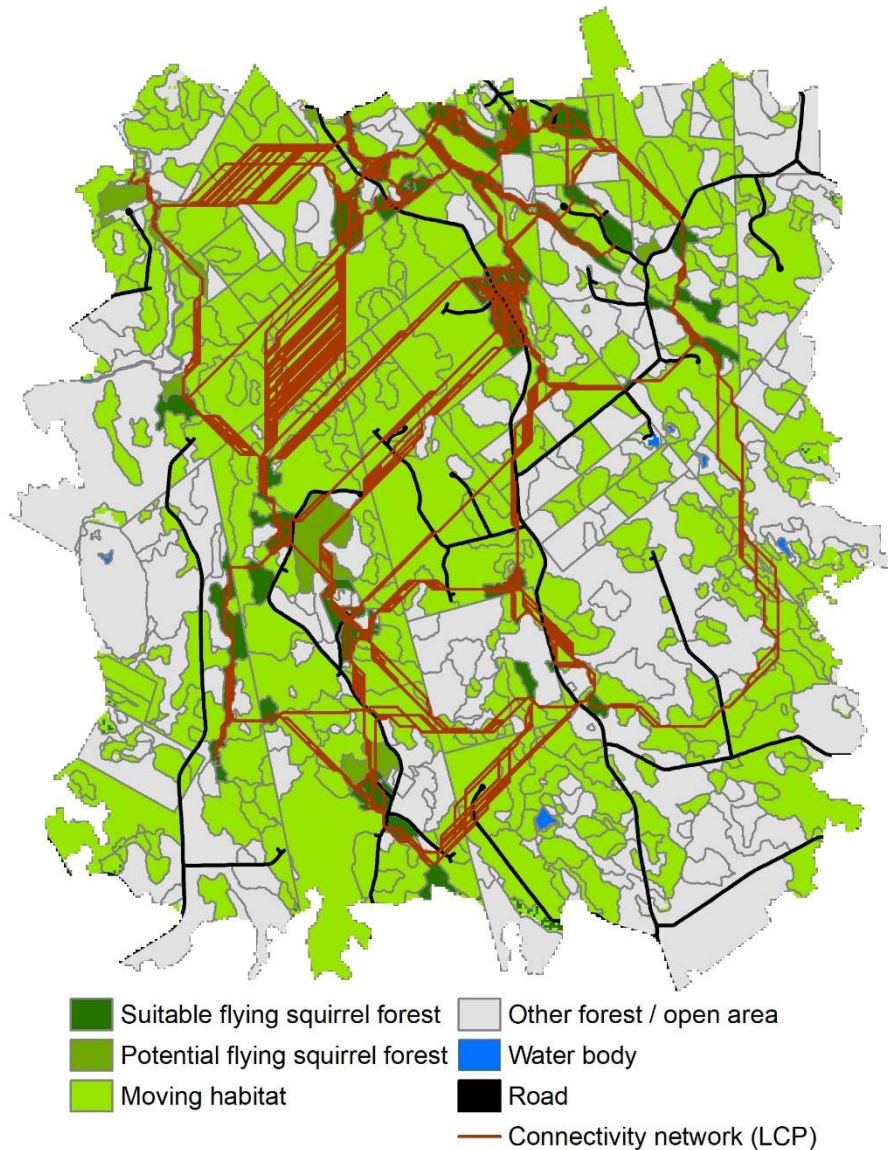 Suitable flying squirrel forest
Potential flying squirrel forest
Moving habitat
Other forest / open area
Water body
Road
Connectivity network (LCP)